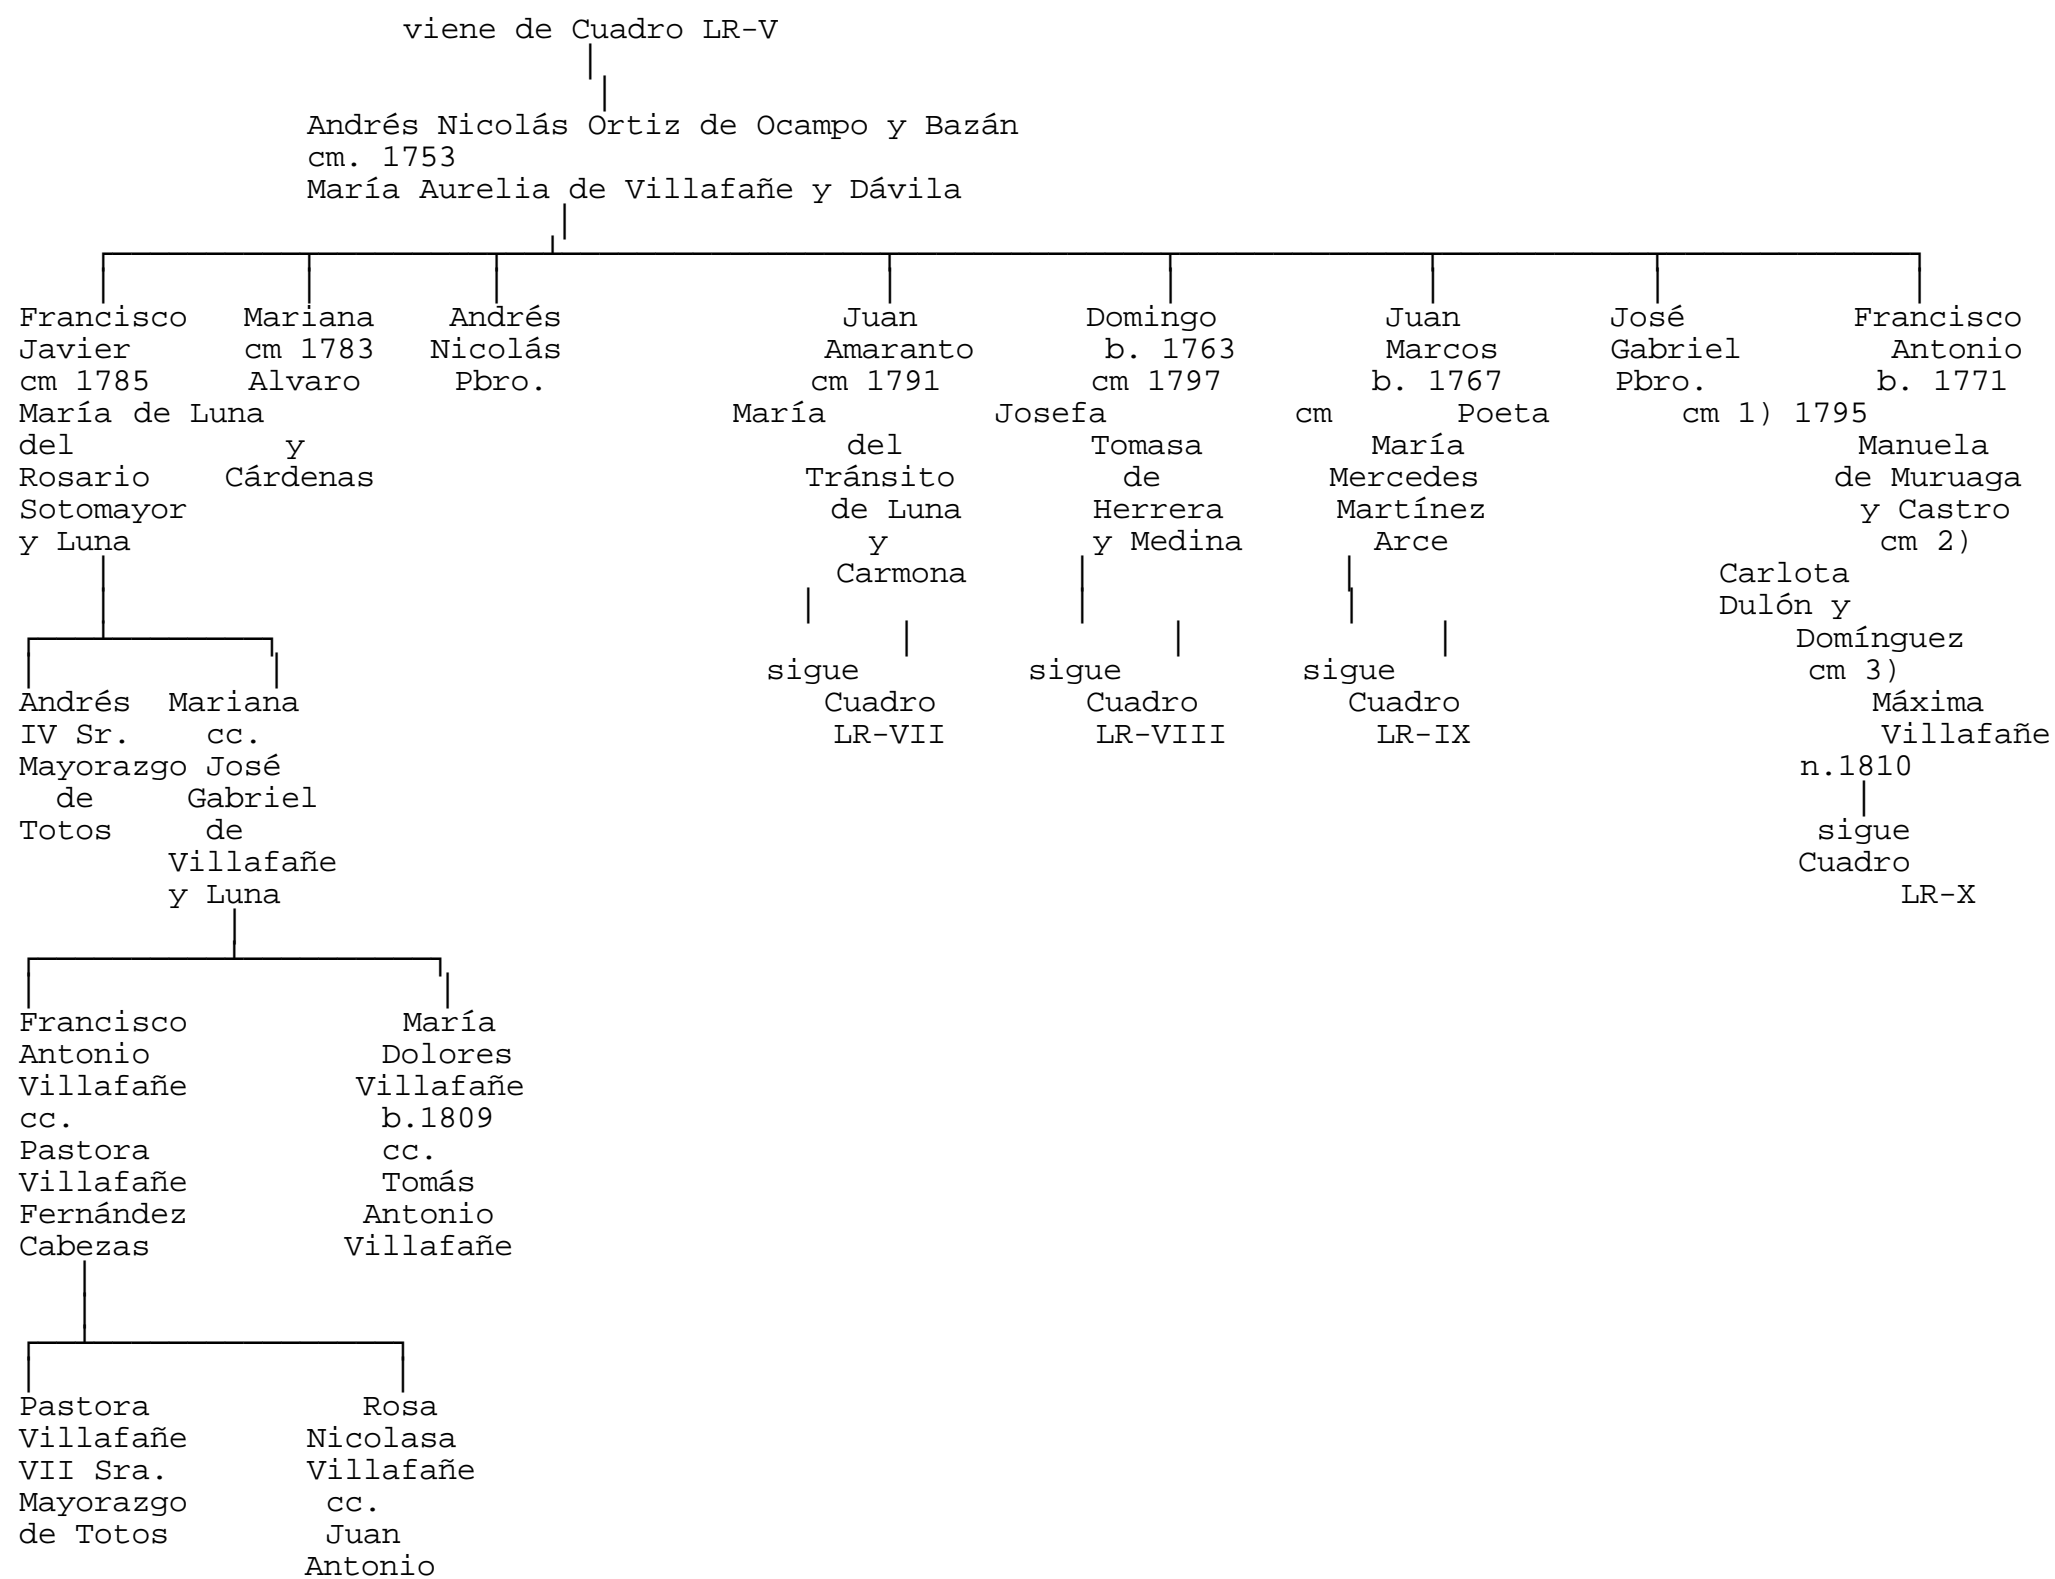 viene de Cuadro LR-V
Andrés Nicolás Ortiz de Ocampo y Bazán
cm. 1753
María Aurelia de Villafañe y Dávila
Francisco Mariana Andrés Juan Domingo Juan José Francisco
Javier cm 1783 Nicolás Amaranto b. 1763 Marcos Gabriel Antonio
cm 1785 Alvaro Pbro. cm 1791 cm 1797 b. 1767 Pbro. b. 1771
María de Luna María Josefa cm Poeta cm 1) 1795
del y del Tomasa María Manuela
Rosario Cárdenas Tránsito de Mercedes de Muruaga
Sotomayor de Luna Herrera Martínez y Castro
y Luna y y Medina Arce cm 2)
Carmona Carlota
Dulón y
Domínguez
sigue sigue sigue cm 3)
Andrés Mariana Cuadro Cuadro Cuadro Máxima
IV Sr. cc. LR-VII LR-VIII LR-IX Villafañe
Mayorazgo José n.1810
de Gabriel
Totos de sigue
Villafañe Cuadro
y Luna LR-X
Francisco María
Antonio Dolores
Villafañe Villafañe
cc. b.1809
Pastora cc.
Villafañe Tomás
Fernández Antonio
Cabezas Villafañe
Pastora Rosa
Villafañe Nicolasa
VII Sra. Villafañe
Mayorazgo cc.
de Totos Juan
Antonio